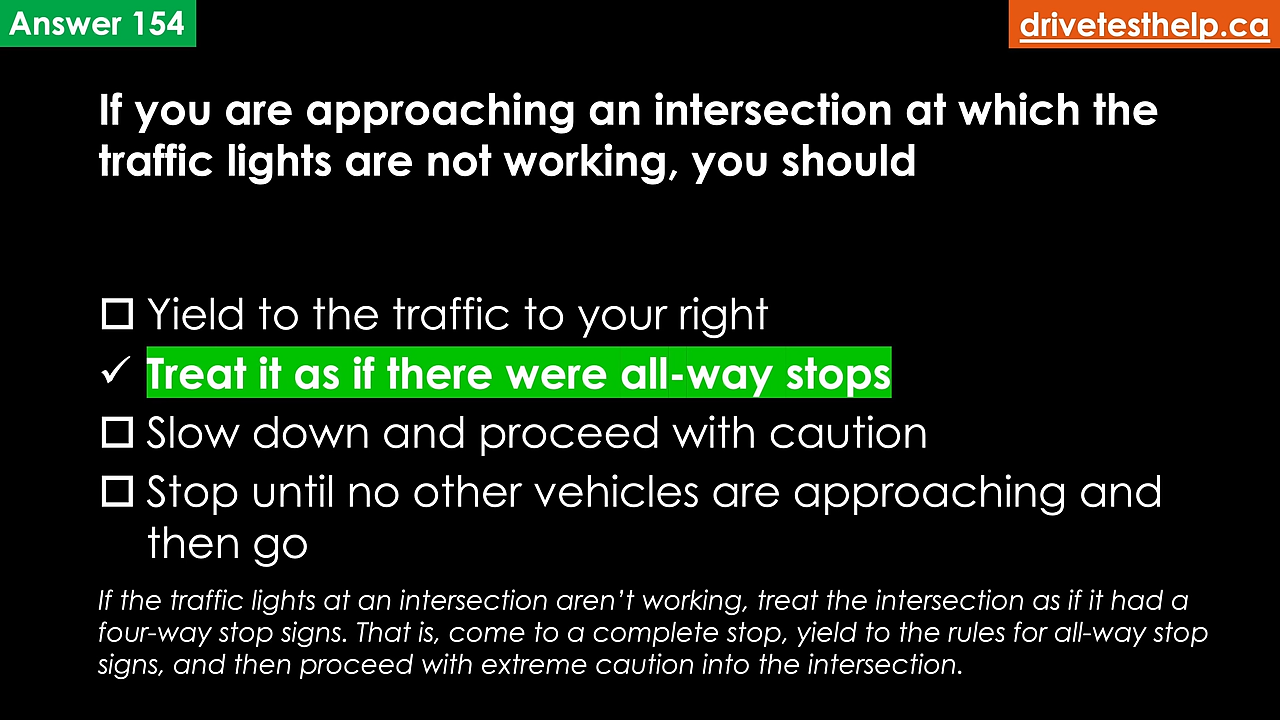 Answer 154
drivetesthelp.ca
If you are approaching an intersection at which the
traffic lights are not working, you should
Yield to the traffic to your right
Treat it as if there were all-way stops
Slow down and proceed with caution
Stop until no other vehicles are approaching and
then go
If the traffic lights at an intersection aren’t working, treat the intersection as if it had a
four-way stop signs. That is, come to a complete stop, yield to the rules for all-way stop
signs, and then proceed with extreme caution into the intersection.